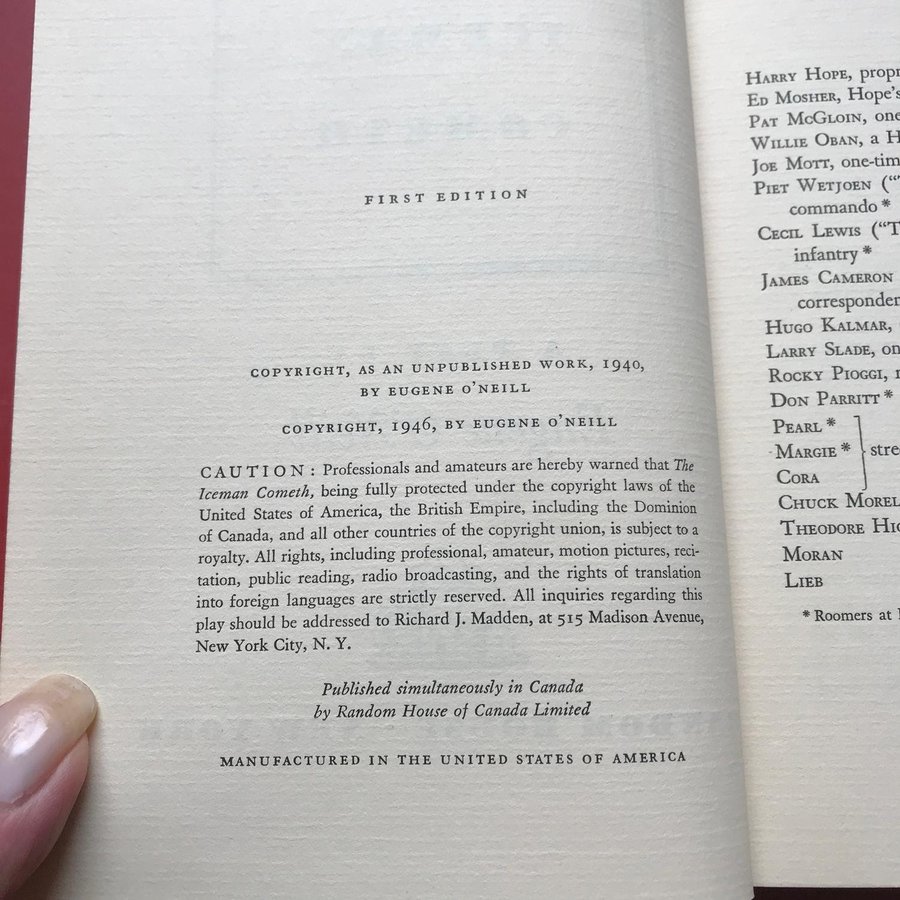 FIRST EDITION
COPYRIGHT, AS AN UNPUBLISHED WORK, 1940,
BY EUGENE O'NEILL
COPYRIGHT, 1946, BY EUGENE O'NEILL
CAUTION: Professionals and amateurs are hereby warned that The
Iceman Cometh, being fully protected under the copyright laws of the
United States of America, the British Empire, including the Dominion
of Canada, and all other countries of the copyright union, is subject to a
royalty. All rights, including professional, amateur, motion pictures, reci-
tation, public reading, radio broadcasting, and the rights of translation
into foreign languages are strictly reserved. All inquiries regarding this
play should be addressed to Richard J. Madden, at 515 Madison Avenue,
New York City, N. Y.
Published simultaneously in Canada
by Random House of Canada Limited
MANUFACTURED IN THE UNITED STATES OF AMERICA
HARRY HOPE, propr
ED MOSHER, Hope's
PAT MCGLOIN, one
WILLIE OBAN, a H
JOE MOTT, one-tim
PIET WETJOEN ("
commando *
CECIL LEWIS ("T
infantry *
JAMES CAMERON
corresponden
HUGO KALMAR,
LARRY SLADE, on
ROCKY PIOGGI, n
DON PARRITT *
PEARL *
MARGIE * stre
CORA
CHUCK MOREL
THEODORE HIC
MORAN
LIEB
* Roomers at